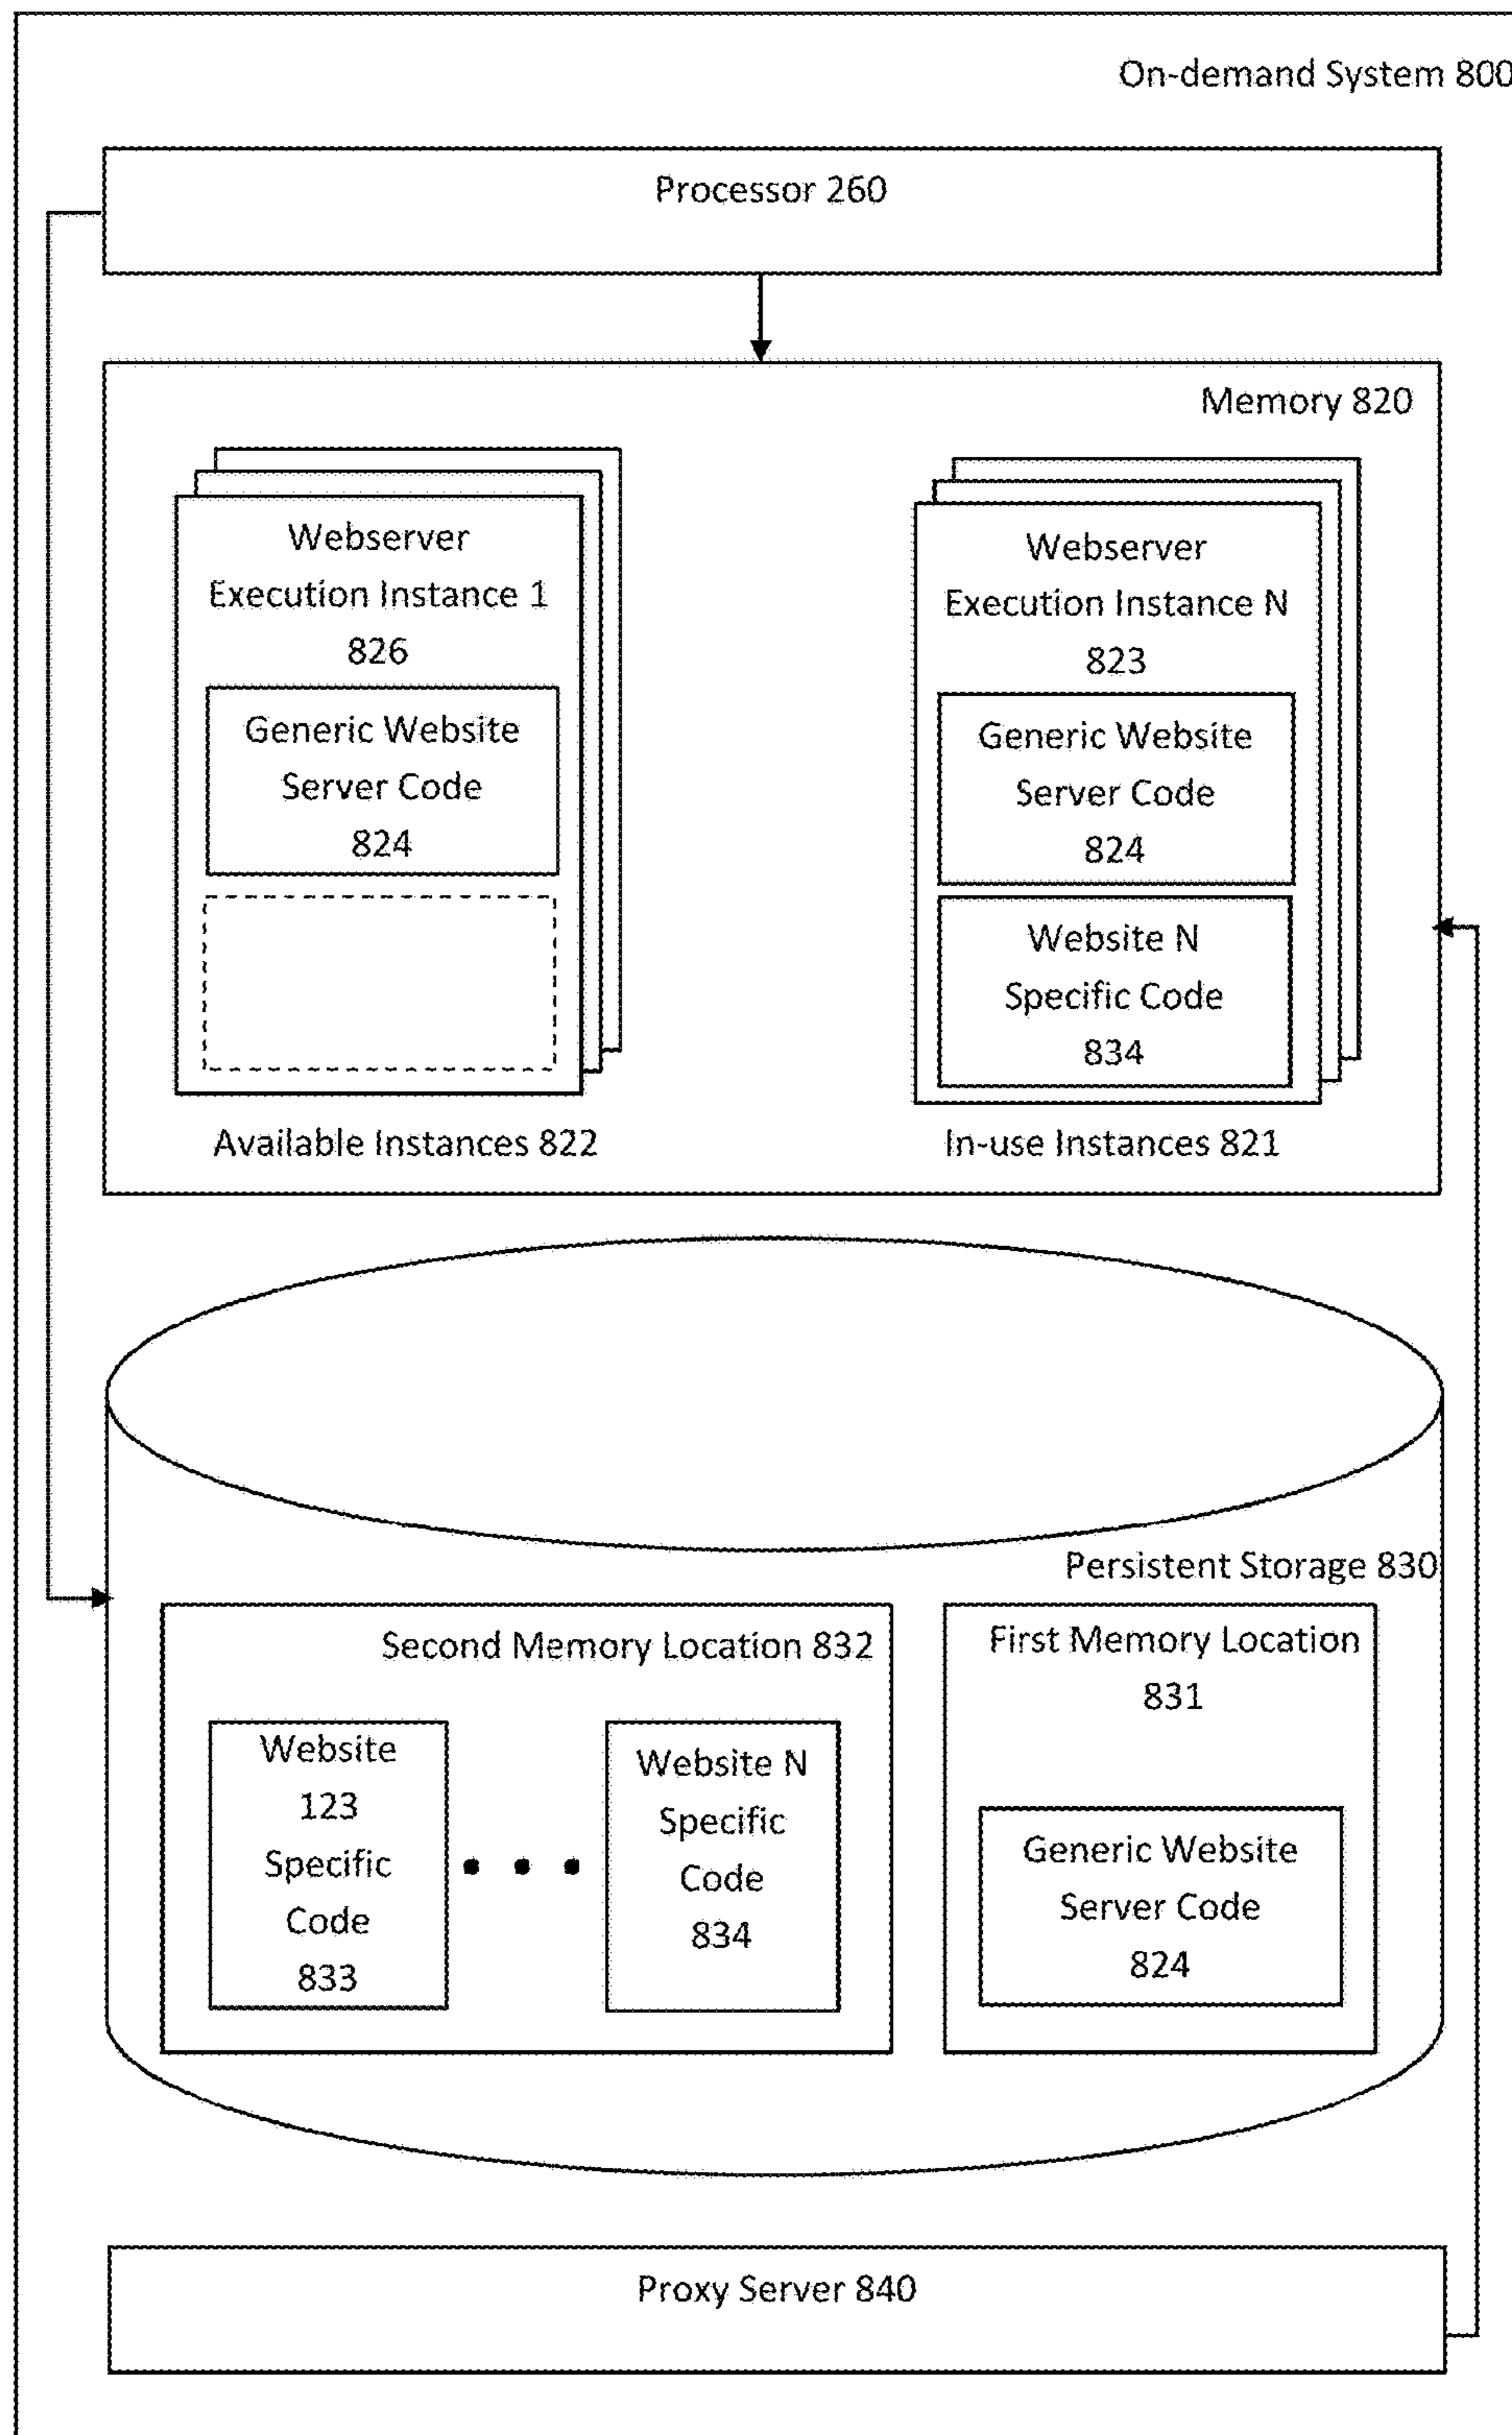 On-demand System 800
Processor 260
Memory 820
Webserver
Execution Instance 1
826
Generic Website
Server Code
824
Available Instances 822
Webserver
Execution Instance N
823
Generic Website
Server Code
824
Website N
Specific Code
834
In-use Instances 821
Persistent Storage 830
Second Memory Location 832
Website
123
Specific
Code
833
Website N
Specific
Code
834
First Memory Location
831
Generic Website
Server Code
824
Proxy Server 840